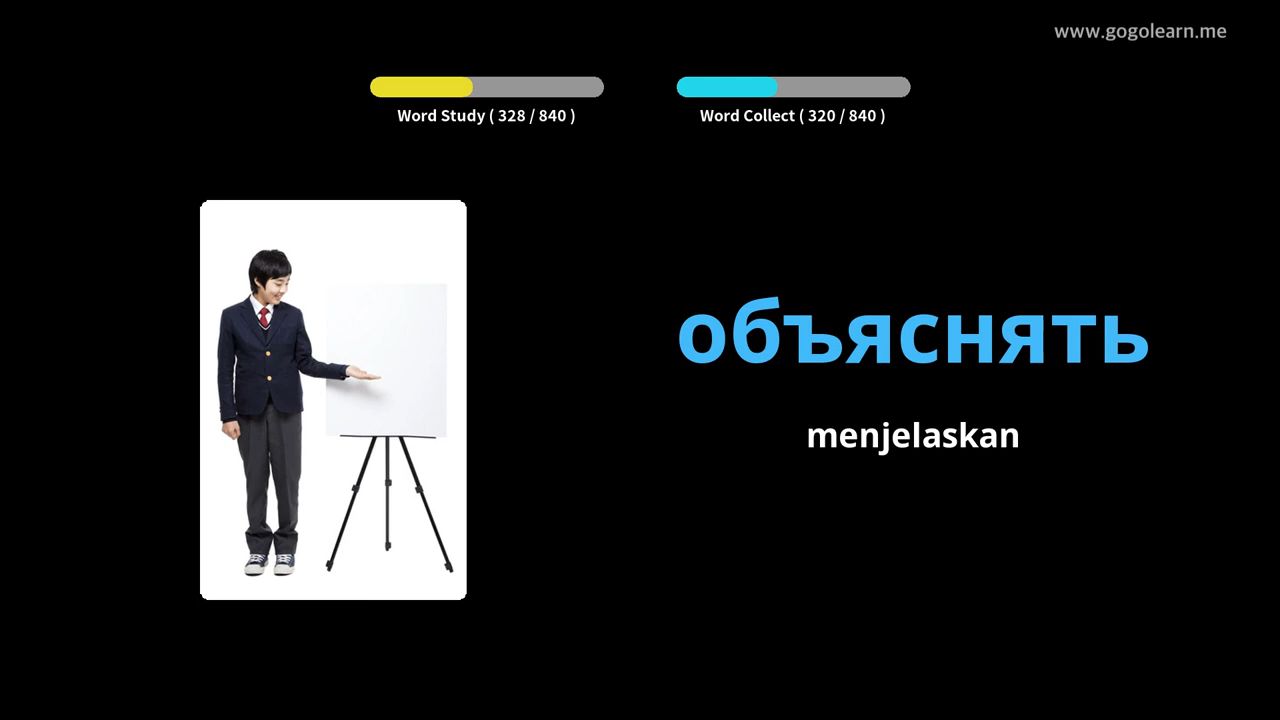 www.gogolearn.me
Word Study ( 328 / 840 )
Word Collect ( 320 / 840 )
объяснять
menjelaskan